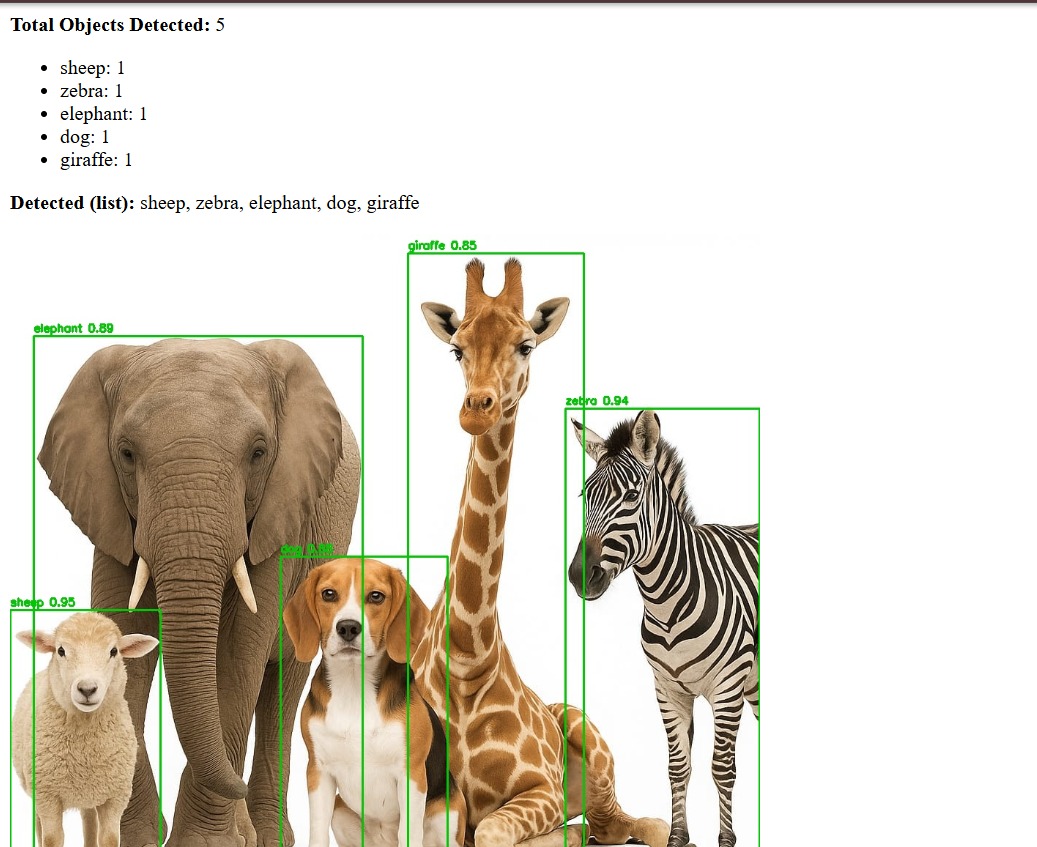 Total Objects Detected: 5
sheep: 1
zebra: 1
elephant: 1
dog: 1
giraffe: 1
Detected (list): sheep, zebra, elephant, dog, giraffe
giraffe 0.85
elephant 0.89
zebra 0.94
dog
sheep 0.95